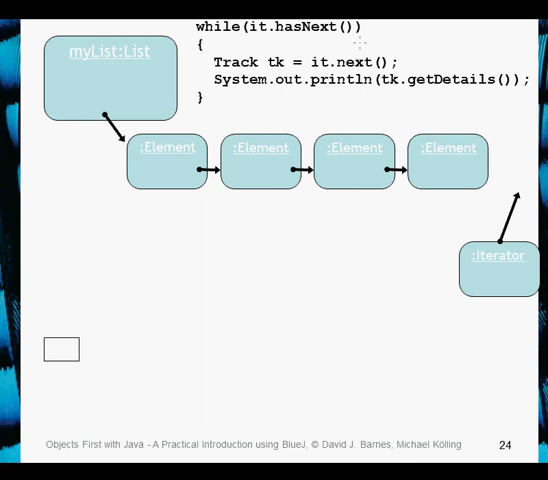 while(it.hasNext())
{
Track tk = it.next();
System.out.println(tk.getDetails());
}
myList:List
:Element
:Element
:Element
:Element
:Iterator
Objects First with Java - A Practical Introduction using BlueJ, © David J. Barnes, Michael Kölling
24